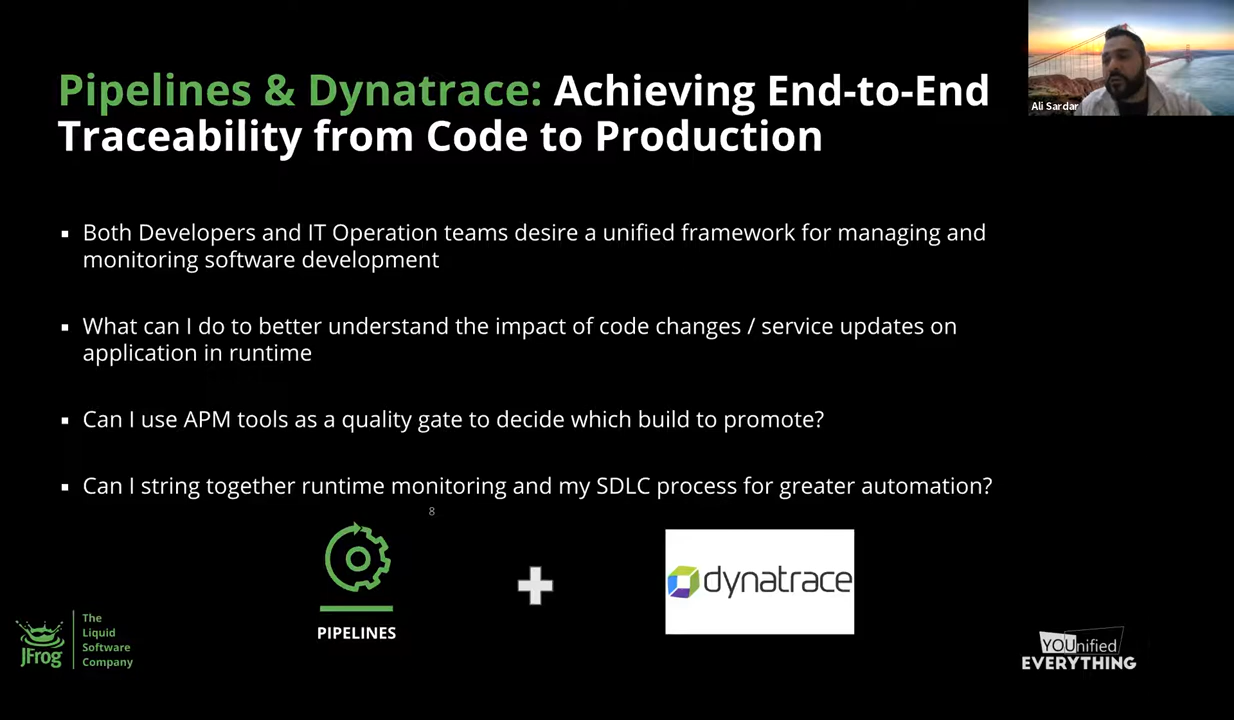 Pipelines & Dynatrace: Achieving End-to-End
Traceability from Code to Production
Ali Sardar
Both Developers and IT Operation teams desire a unified framework for managing and
monitoring software development
What can I do to better understand the impact of code changes / service updates on
application in runtime
Can I use APM tools as a quality gate to decide which build to promote?
Can I string together runtime monitoring and my SDLC process for greater automation?
8
dynatrace
PIPELINES
JFrog
The
Liquid
Software
Company
YOUnified
EVERYTHING